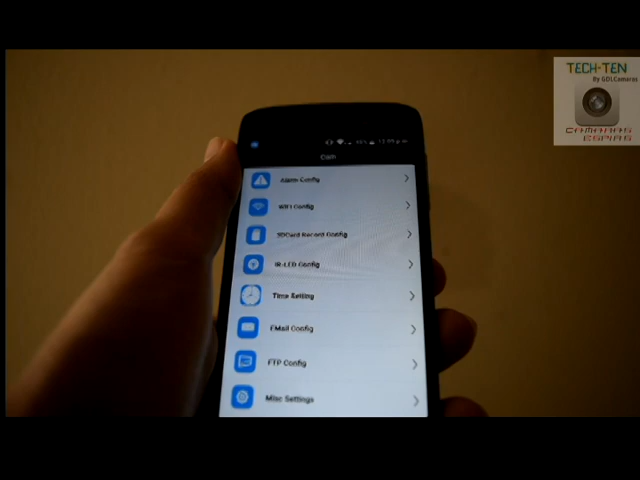 TECH-TEN
By GDLCamaras
CAMARAS
ESPIAS
Alarm Config
WIFI Config
SDCard Record Config
IR-LED Config
Time Setting
EMail Config
FTP Config
Misc Settings